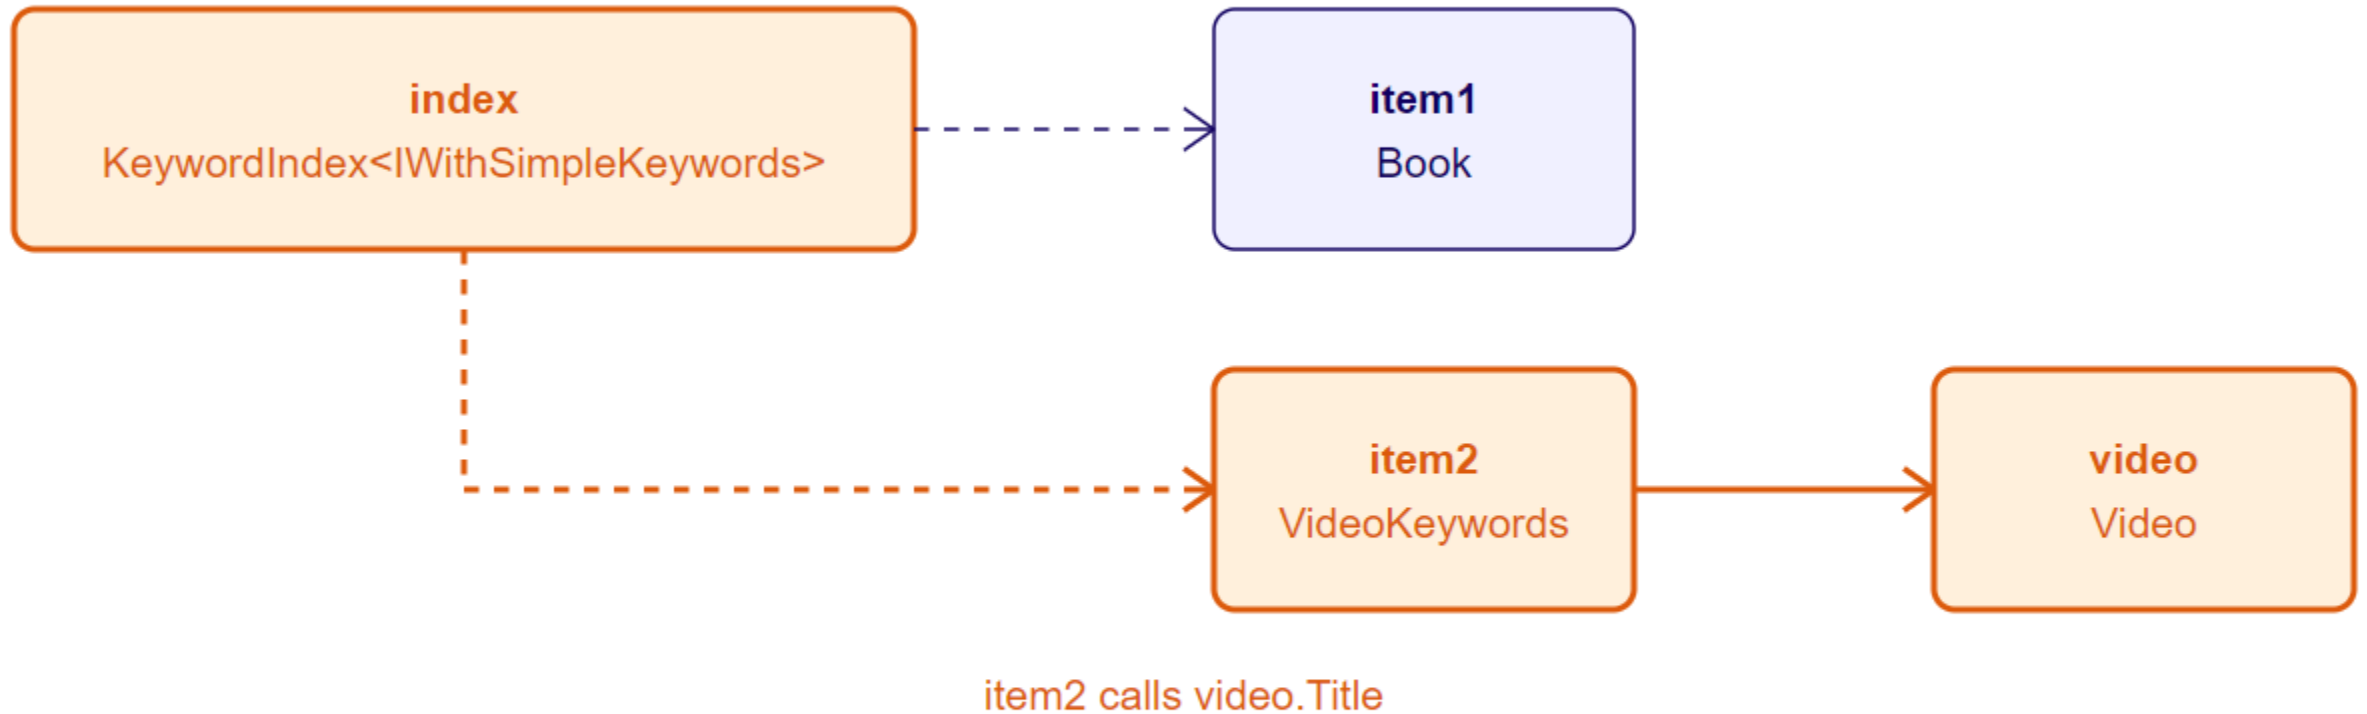 index
KeywordIndex<IWithSimpleKeywords>
item1
Book
item2
VideoKeywords
video
Video
item2 calls video.Title